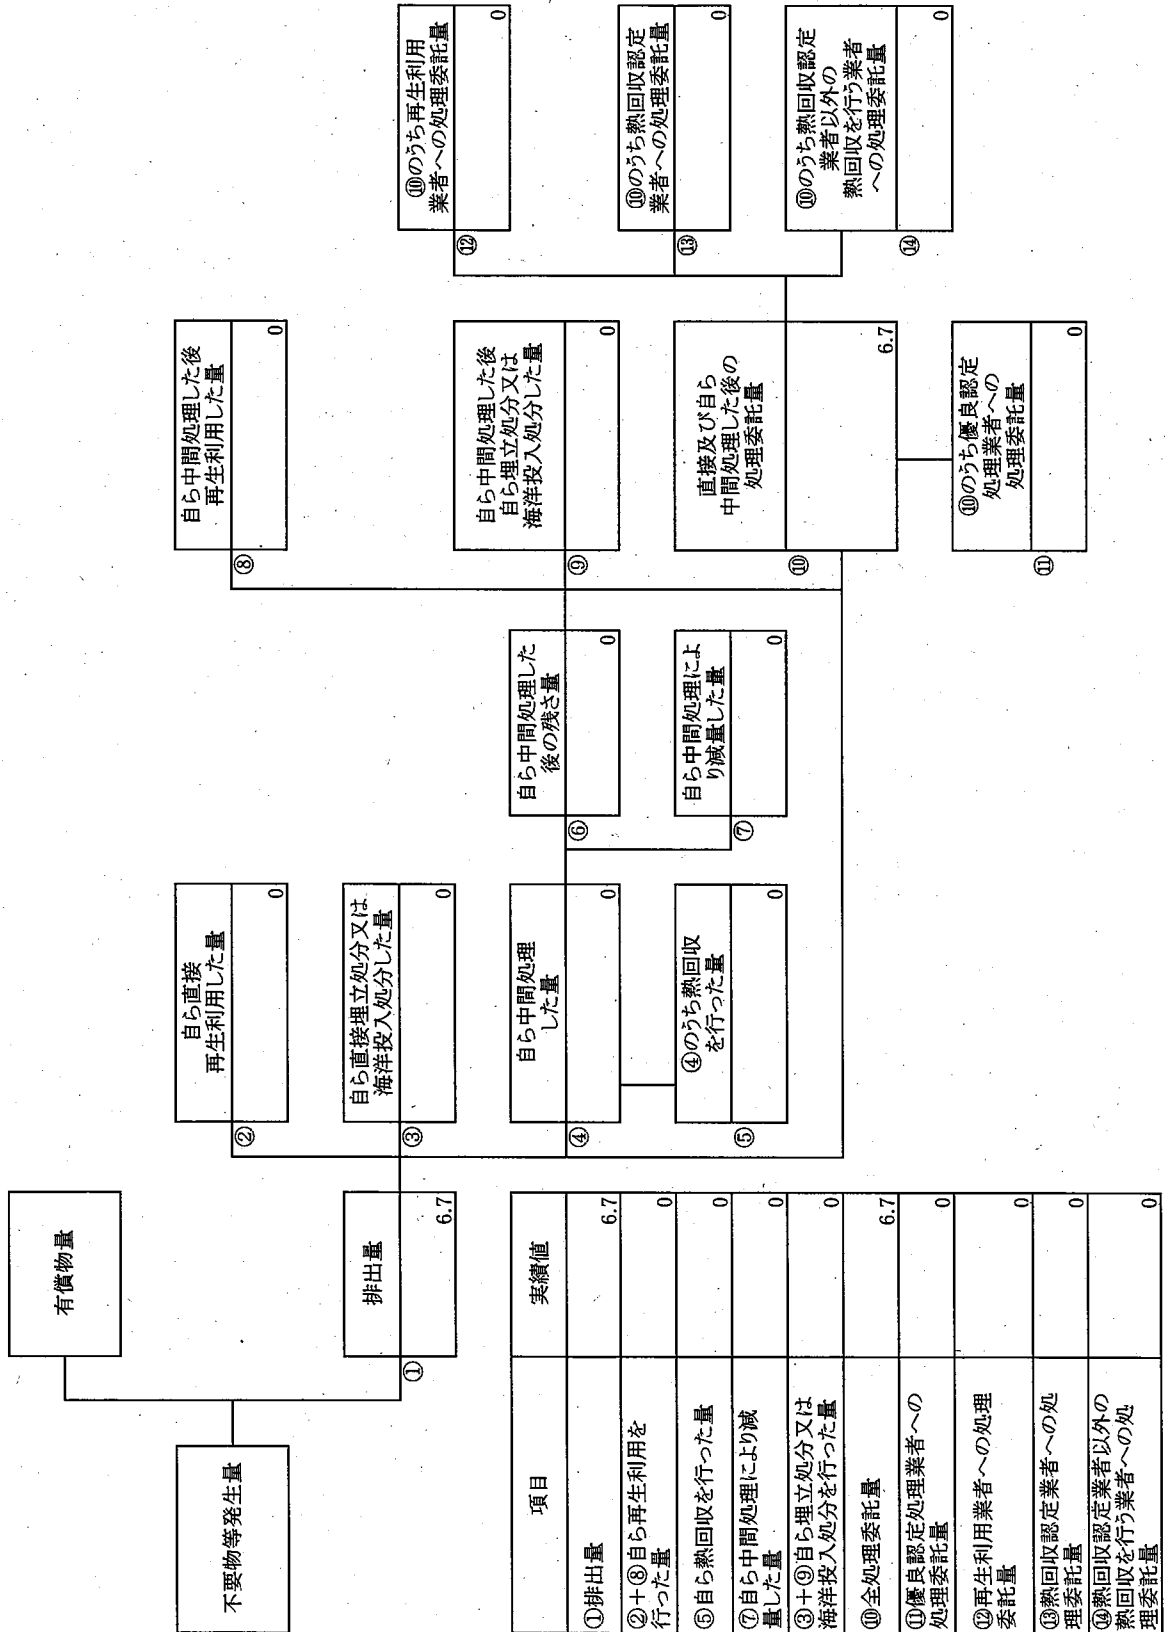 有償物量
不要物等発生量
排出量
①
6.7
自ら直接
再生利用した量
②
0
自ら直接埋立処分又は
海洋投入処分した量
③
0
自ら中間処理
した量
④
0
④のうち熱回収
を行った量
⑤
0
自ら中間処理した
後の残さ量
⑥
0
自ら中間処理によ
り減量した量
⑦
0
自ら中間処理した後
再生利用した量
⑧
0
自ら中間処理した後
自ら埋立処分又は
海洋投入処分した量
⑨
0
直接及び自ら
中間処理した後の
処理委託量
⑩
6.7
⑩のうち優良認定
処理業者への
処理委託量
⑪
0
⑩のうち再生利用
業者への処理委託量
⑫
0
⑩のうち熱回収認定
業者への処理委託量
⑬
0
⑩のうち熱回収認定
業者以外の
熱回収を行う業者
への処理委託量
⑭
0
項目 実績値
①排出量 6.7
②+⑧自ら再生利用を
行った量 0
⑤自ら熱回収を行った量 0
⑦自ら中間処理により減
量した量 0
③+⑨自ら埋立処分又は
海洋投入処分を行った量 0
⑩全処理委託量 6.7
⑪優良認定処理業者への
処理委託量 0
⑫再生利用業者への処理
委託量 0
⑬熱回収認定業者への処
理委託量 0
⑭熱回収認定業者以外の
熱回収を行う業者への処
理委託量 0